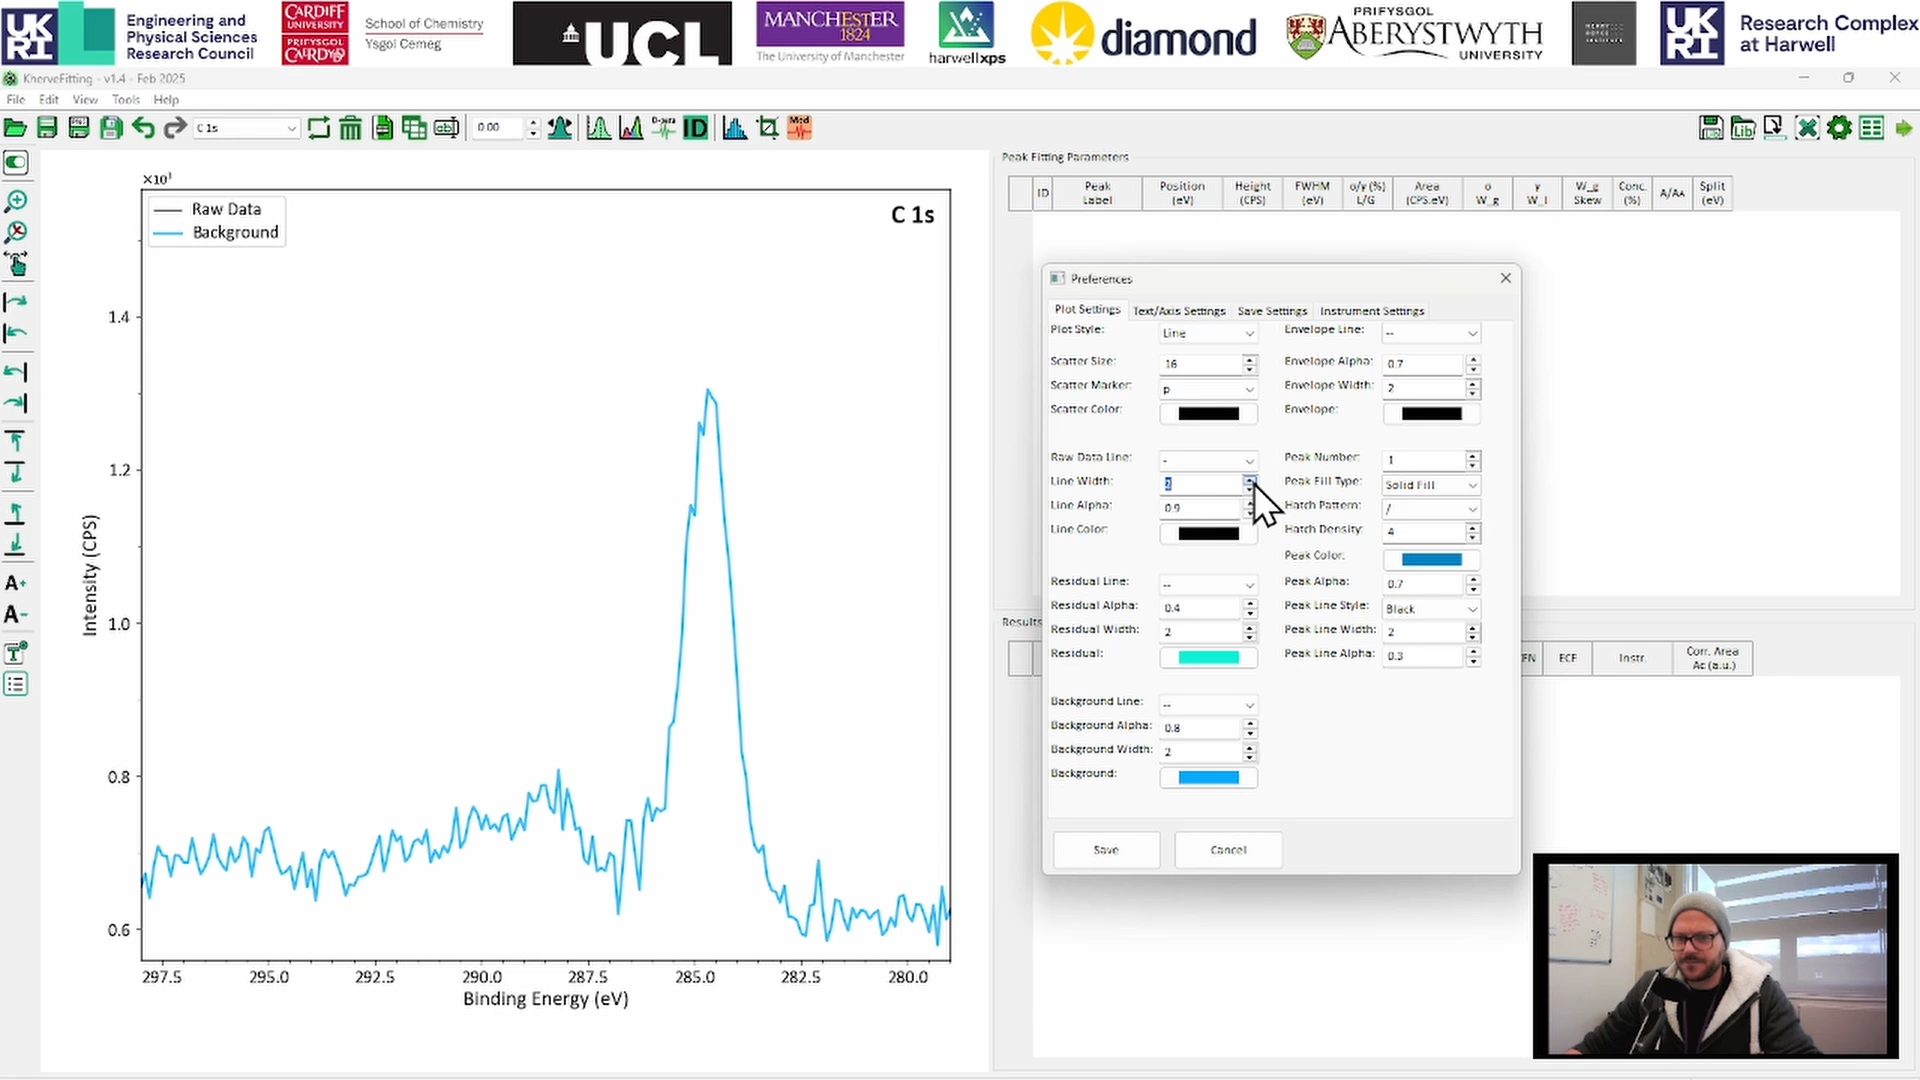 UKRI
Engineering and
Physical Sciences
Research Council
CARDIFF
UNIVERSITY
PRIFYSGOL
CAERDYDD
School of Chemistry
Ysgol Cemeg
UCL
MANCHESTER
1824
The University of Manchester
harwellxps
diamond
PRIFYSGOL
ABERYSTWYTH
UNIVERSITY
UKRI
Research Complex
at Harwell
KherveFitting - v1.4 - Feb 2025
File Edit View Tools Help
C 1s
0.00
D-para
ID
Mod
Lib
×10¹
Raw Data
Background
C 1s
1.4
1.2
1.0
0.8
0.6
Intensity (CPS)
297.5 295.0 292.5 290.0 287.5 285.0 282.5 280.0
Binding Energy (eV)
A+
A-
T
Peak Fitting Parameters
ID
Peak
Label
Position
(eV)
Height
(CPS)
FWHM
(eV)
σ/γ (%)
L/G
Area
(CPS.eV)
σ
W_g
γ
W_l
W_g
Skew
Conc.
(%)
A/Aᴀ
Split
(eV)
Preferences
Plot Settings Text/Axis Settings Save Settings Instrument Settings
Plot Style: Line Envelope Line: --
Scatter Size: 16 Envelope Alpha: 0.7
Scatter Marker: p Envelope Width: 2
Scatter Color: Envelope:
Raw Data Line: - Peak Number: 1
Line Width: 2 Peak Fill Type: Solid Fill
Line Alpha: 0.9 Hatch Pattern: /
Line Color: Hatch Density: 4
Peak Color:
Residual Line: -- Peak Alpha: 0.7
Residual Alpha: 0.4 Peak Line Style: Black
Residual Width: 2 Peak Line Width: 2
Residual: Peak Line Alpha: 0.3
Background Line: --
Background Alpha: 0.8
Background Width: 2
Background:
Save Cancel
Results
ECF
Instr.
Corr. Area
Ac (a.u.)